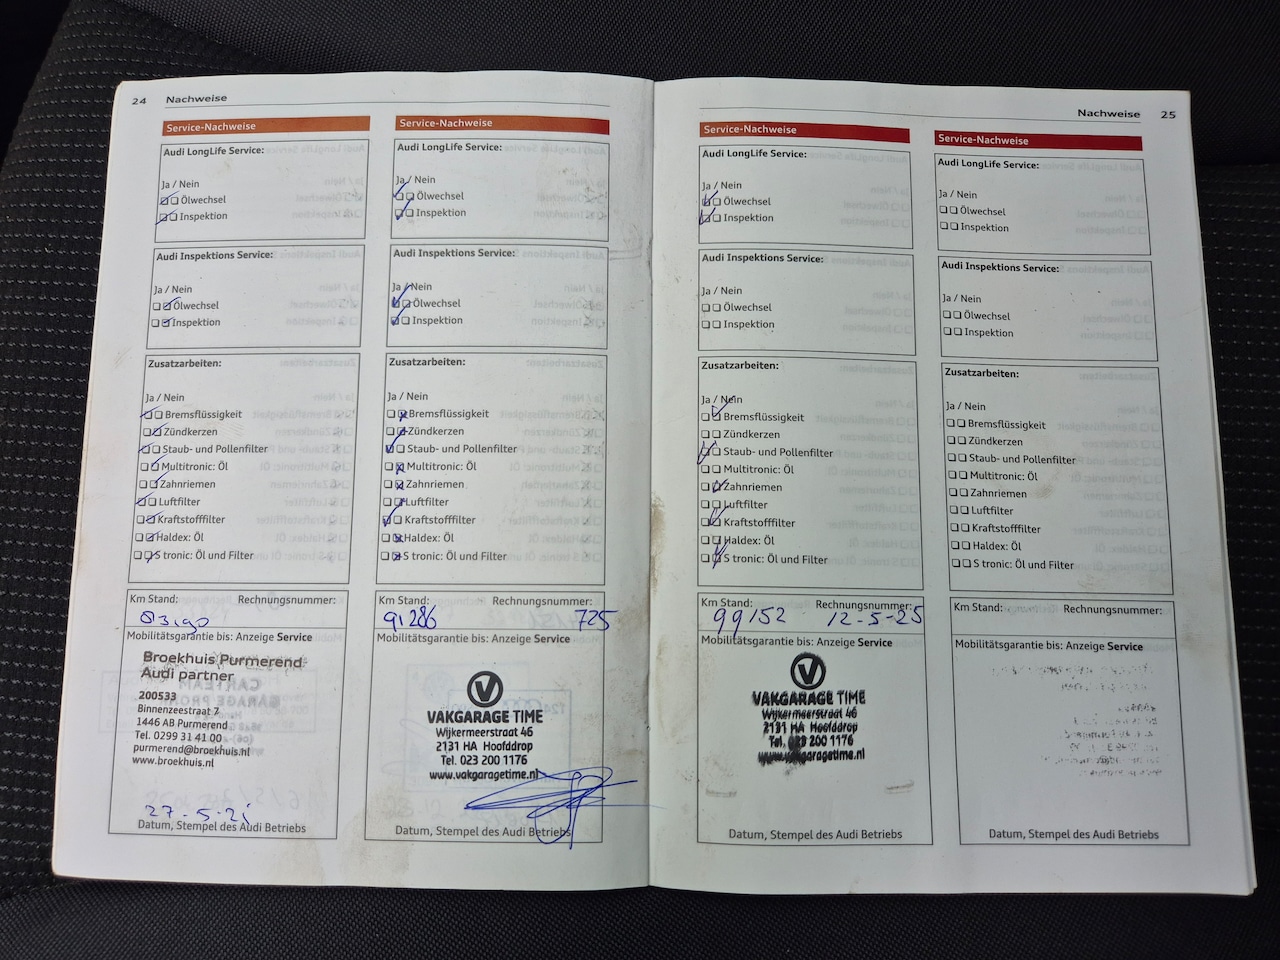 24 Nachweise
Service-Nachweise
Audi LongLife Service:
Ja / Nein
Ölwechsel
Inspektion
Audi Inspektions Service:
Ja / Nein
Ölwechsel
Inspektion
Zusatzarbeiten:
Ja / Nein
Bremsflüssigkeit
Zündkerzen
Staub- und Pollenfilter
Multitronic: Öl
Zahnriemen
Luftfilter
Kraftstofffilter
Haldex: Öl
S tronic: Öl und Filter
Km Stand: Rechnungsnummer:
Mobilitätsgarantie bis: Anzeige Service
Broekhuis Purmerend
Audi partner
200533
Binnenzeestraat 7
1446 AB Purmerend
Tel. 0299 31 41 00
purmerend@broekhuis.nl
www.broekhuis.nl
27-5-21
Datum, Stempel des Audi Betriebs
Service-Nachweise
Audi LongLife Service:
Ja / Nein
Ölwechsel
Inspektion
Audi Inspektions Service:
Ja / Nein
Ölwechsel
Inspektion
Zusatzarbeiten:
Ja / Nein
Bremsflüssigkeit
Zündkerzen
Staub- und Pollenfilter
Multitronic: Öl
Zahnriemen
Luftfilter
Kraftstofffilter
Haldex: Öl
S tronic: Öl und Filter
Km Stand: Rechnungsnummer:
91286 725
Mobilitätsgarantie bis: Anzeige Service
VAKGARAGE TIME
Wijkermeerstraat 46
2131 HA Hoofddrop
Tel. 023 200 1176
www.vakgaragetime.nl
Datum, Stempel des Audi Betriebs
Nachweise 25
Service-Nachweise
Audi LongLife Service:
Ja / Nein
Ölwechsel
Inspektion
Audi Inspektions Service:
Ja / Nein
Ölwechsel
Inspektion
Zusatzarbeiten:
Ja / Nein
Bremsflüssigkeit
Zündkerzen
Staub- und Pollenfilter
Multitronic: Öl
Zahnriemen
Luftfilter
Kraftstofffilter
Haldex: Öl
S tronic: Öl und Filter
Km Stand: Rechnungsnummer:
99152 12-5-25
Mobilitätsgarantie bis: Anzeige Service
VAKGARAGE TIME
Wijkermeerstraat 46
2131 HA Hoofddrop
Tel. 023 200 1176
www.vakgaragetime.nl
Datum, Stempel des Audi Betriebs
Service-Nachweise
Audi LongLife Service:
Ja / Nein
Ölwechsel
Inspektion
Audi Inspektions Service:
Ja / Nein
Ölwechsel
Inspektion
Zusatzarbeiten:
Ja / Nein
Bremsflüssigkeit
Zündkerzen
Staub- und Pollenfilter
Multitronic: Öl
Zahnriemen
Luftfilter
Kraftstofffilter
Haldex: Öl
S tronic: Öl und Filter
Km Stand: Rechnungsnummer:
Mobilitätsgarantie bis: Anzeige Service
Datum, Stempel des Audi Betriebs